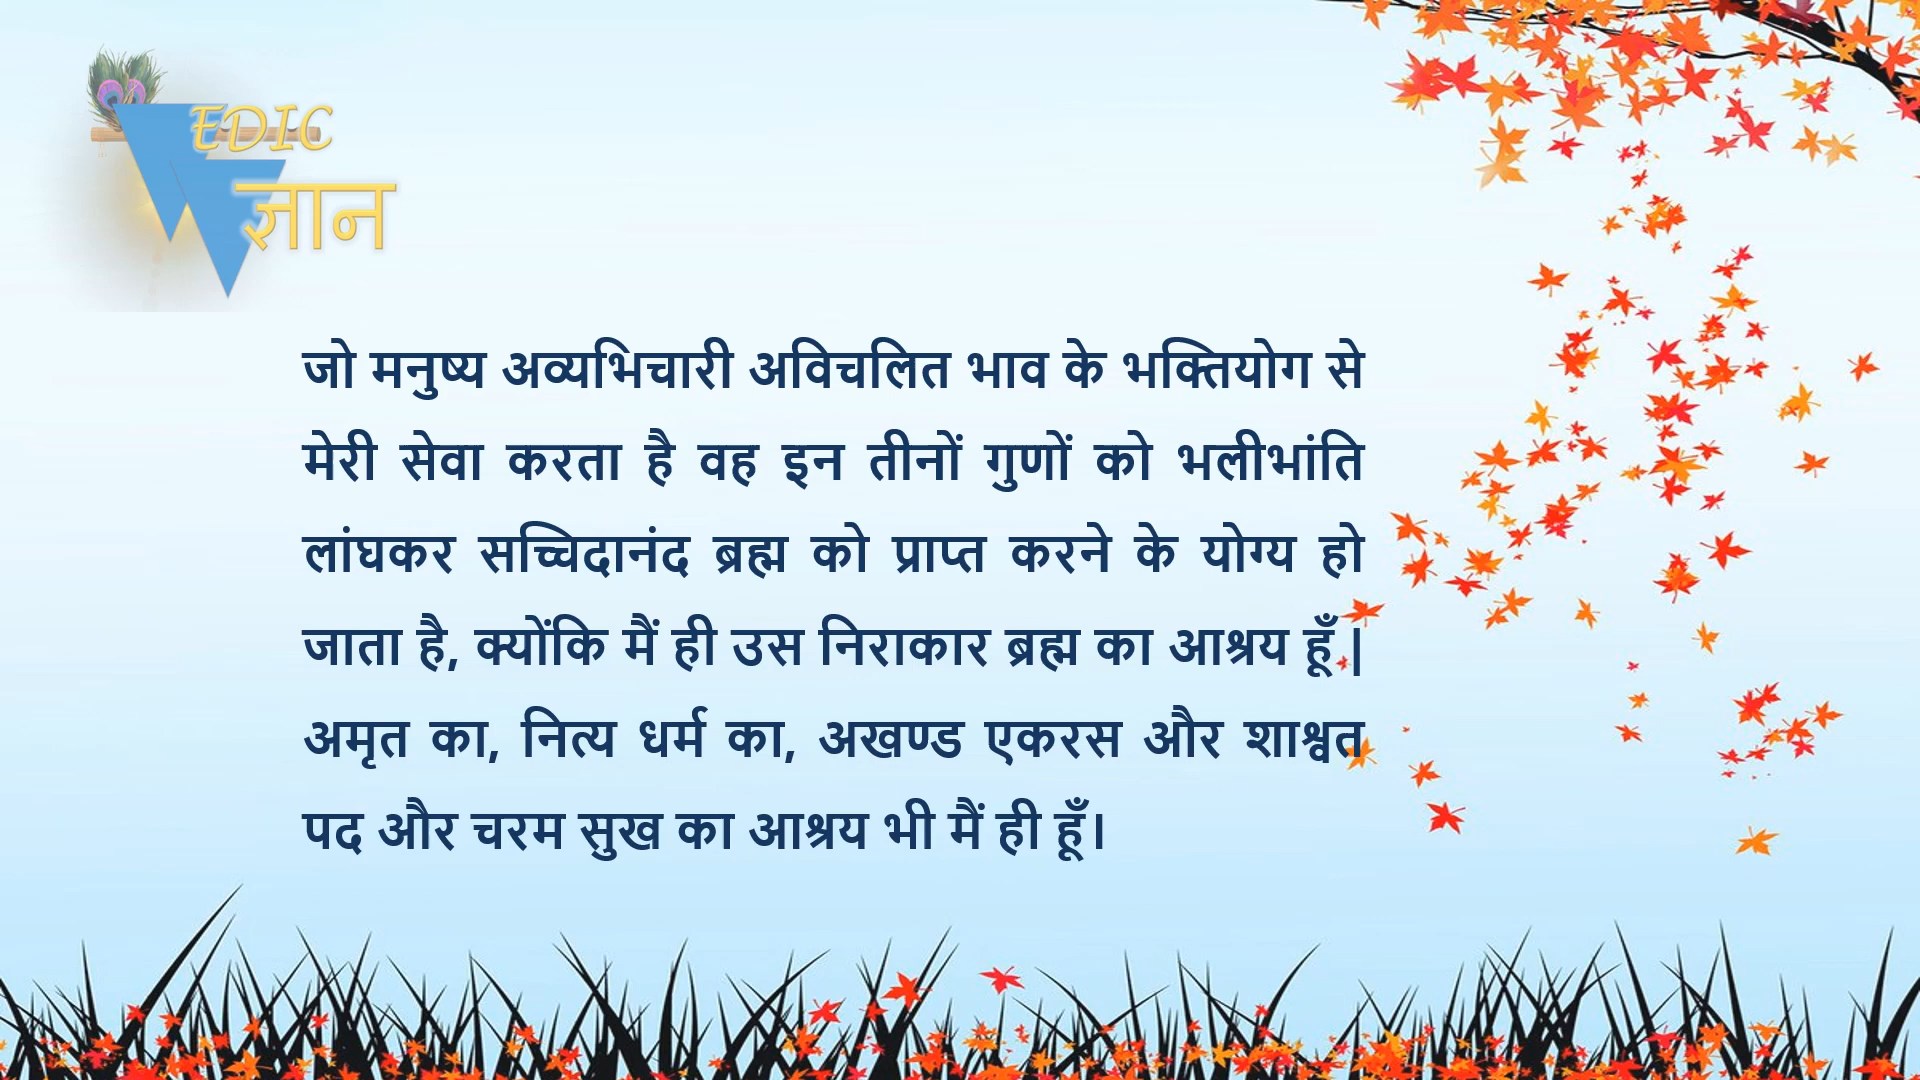 VEDIC
ज्ञान
जो मनुष्य अव्यभिचारी अविचलित भाव के भक्तियोग से
मेरी सेवा करता है वह इन तीनों गुणों को भलीभांति
लांघकर सच्चिदानंद ब्रह्म को प्राप्त करने के योग्य हो
जाता है, क्योंकि मैं ही उस निराकार ब्रह्म का आश्रय हूँ |
अमृत का, नित्य धर्म का, अखण्ड एकरस और शाश्वत
पद और चरम सुख का आश्रय भी मैं ही हूँ।